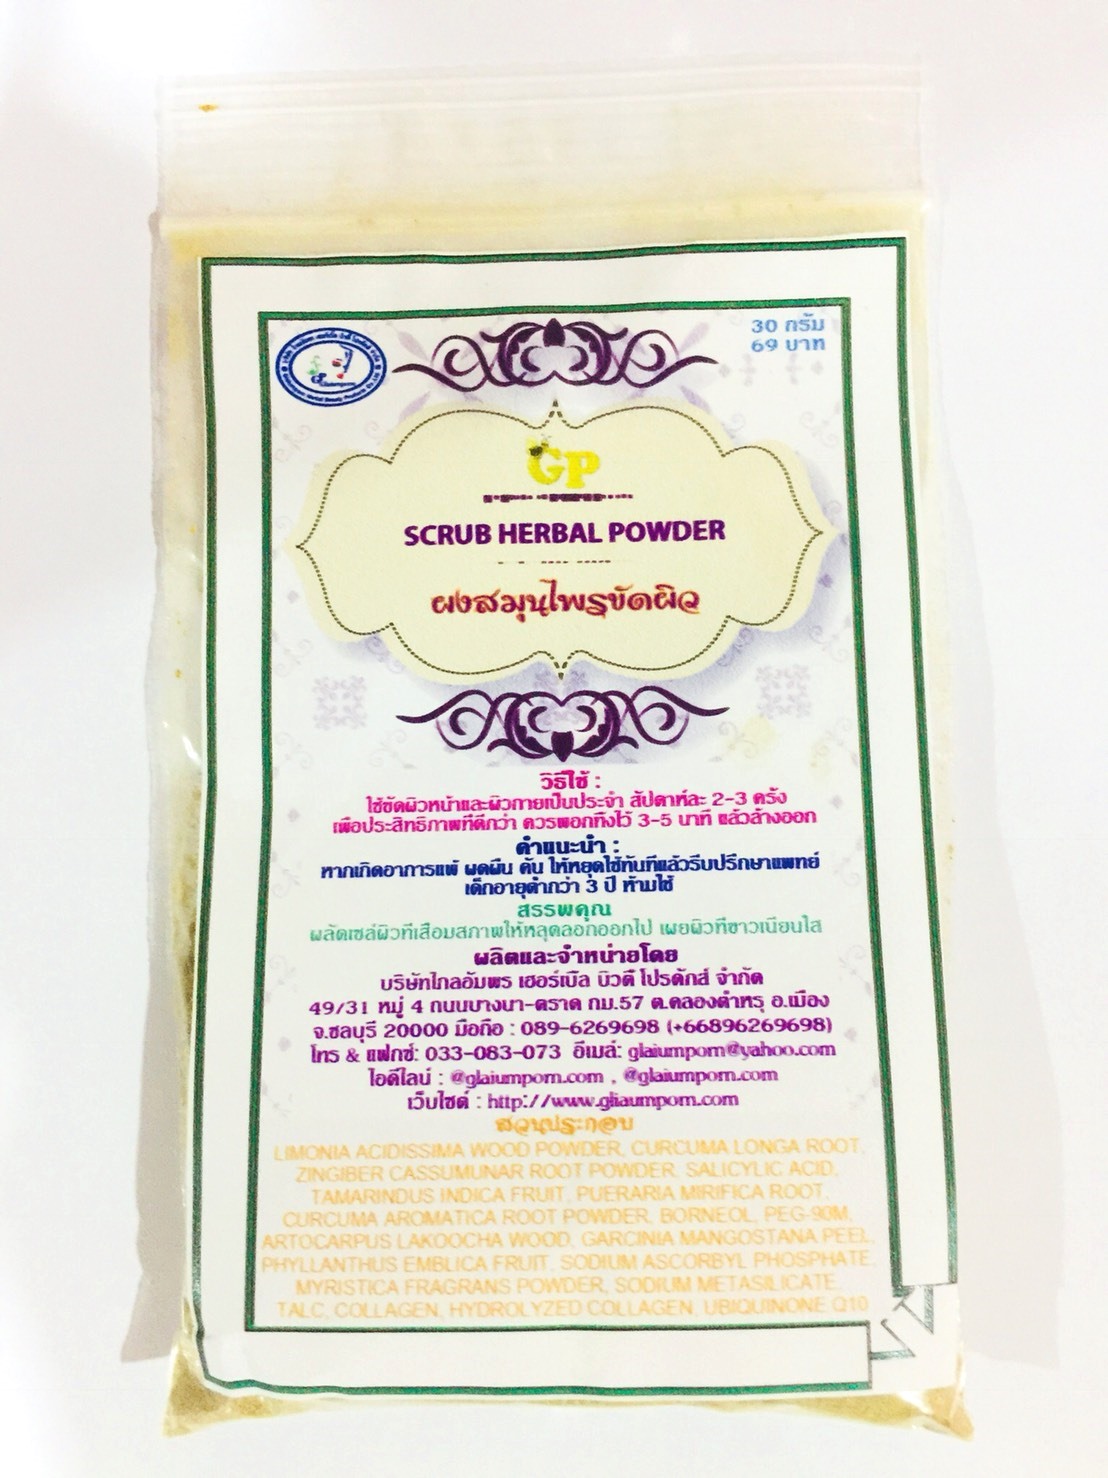 30 กรัม
69 บาท
GP
SCRUB HERBAL POWDER
ผงสมุนไพรขัดผิว
วิธีใช้ :
ใช้ขัดผิวหน้าและผิวกายเป็นประจำ สัปดาห์ละ 2-3 ครั้ง
เพื่อประสิทธิภาพที่ดีกว่า ควรพอกทิ้งไว้ 3-5 นาที แล้วล้างออก
คำแนะนำ :
หากเกิดอาการแพ้ ผดผื่น คัน ให้หยุดใช้ทันทีแล้วรีบปรึกษาแพทย์
เด็กอายุต่ำกว่า 3 ปี ห้ามใช้
สรรพคุณ
ผลัดเซล์ผิวที่เสื่อมสภาพให้หลุดลอกออกไป เผยผิวที่ขาวเนียนใส
ผลิตและจำหน่ายโดย
บริษัทไกลอัมพร เฮอร์เบิล บิวตี้ โปรดักส์ จำกัด
49/31 หมู่ 4 ถนนบางนา-ตราด กม.57 ต.คลองตำหรุ อ.เมือง
จ.ชลบุรี 20000 มือถือ : 089-6269698 (+66896269698)
โทร & แฟกซ์: 033-083-073 อีเมล์: glaiumporn@yahoo.com
ไอดีไลน์ : @glaiumporn.com , @glaiumporn.com
เว็บไซต์ : http://www.gliaumporn.com
ส่วนประกอบ
LIMONIA ACIDISSIMA WOOD POWDER, CURCUMA LONGA ROOT,
ZINGIBER CASSUMUNAR ROOT POWDER, SALICYLIC ACID,
TAMARINDUS INDICA FRUIT, PUERARIA MIRIFICA ROOT,
CURCUMA AROMATICA ROOT POWDER, BORNEOL, PEG-90M,
ARTOCARPUS LAKOOCHA WOOD, GARCINIA MANGOSTANA PEEL,
PHYLLANTHUS EMBLICA FRUIT, SODIUM ASCORBYL PHOSPHATE,
MYRISTICA FRAGRANS POWDER, SODIUM METASILICATE,
TALC, COLLAGEN, HYDROLYZED COLLAGEN, UBIQUINONE Q10